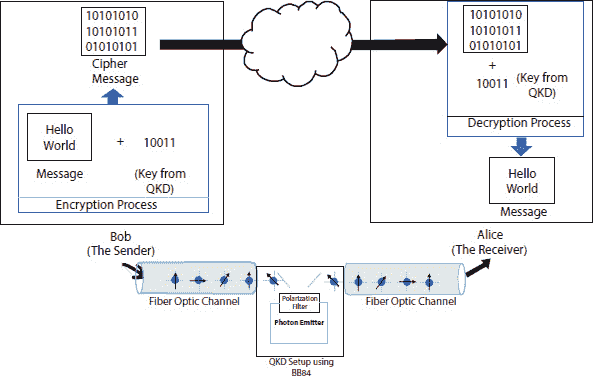 10101010
10101011
01010101
Cipher
Message
Hello
World
+
10011
Message
(Key from
QKD)
Encryption Process
Bob
(The Sender)
10101010
10101011
01010101
+
10011
(Key from
QKD)
Decryption Process
Hello
World
Message
Alice
(The Receiver)
Fiber Optic Channel
Polarization
Filter
Photon Emitter
Fiber Optic Channel
QKD Setup using
BB84